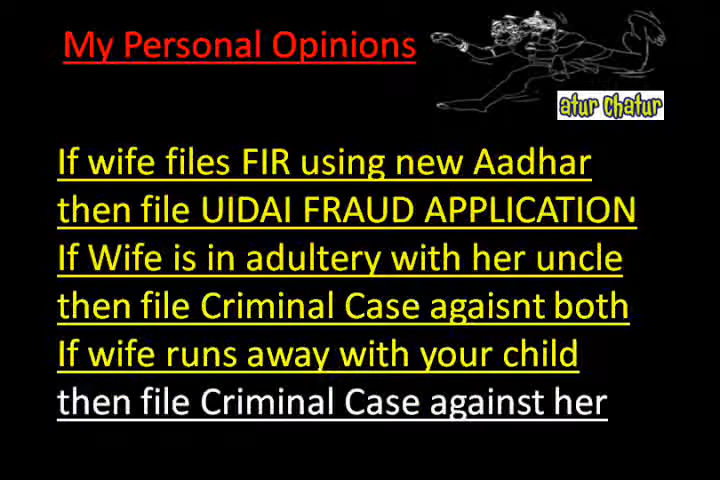 My Personal Opinions
atur chatur
If wife files FIR using new Aadhar
then file UIDAI FRAUD APPLICATION
If Wife is in adultery with her uncle
then file Criminal Case agaisnt both
If wife runs away with your child
then file Criminal Case against her